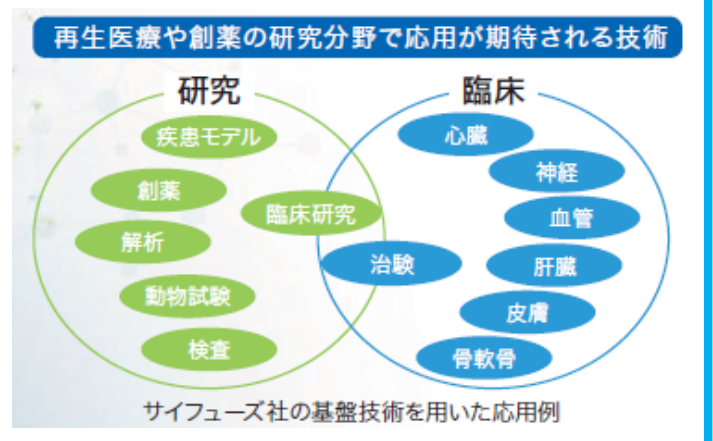 再生医療や創薬の研究分野で応用が期待される技術
研究
臨床
疾患モデル
創薬
解析
動物試験
検査
臨床研究
治験
心臓
神経
血管
肝臓
皮膚
骨軟骨
サイフューズ社の基盤技術を用いた応用例